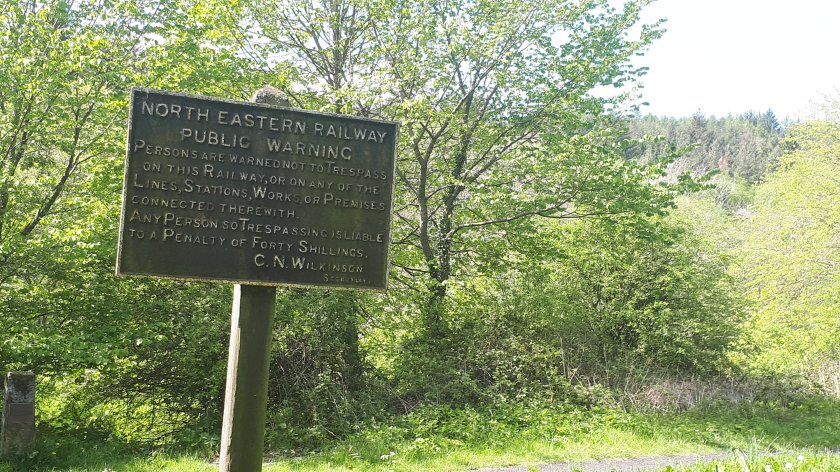 NORTH EASTERN RAILWAY
PUBLIC WARNING
PERSONS ARE WARNED NOT TO TRESPASS
ON THIS RAILWAY, OR ON ANY OF THE
LINES, STATIONS, WORKS, OR PREMISES
CONNECTED THEREWITH.
ANY PERSON SO TRESPASSING IS LIABLE
TO A PENALTY OF FORTY SHILLINGS.
C.N. WILKINSON.
SECRETARY.